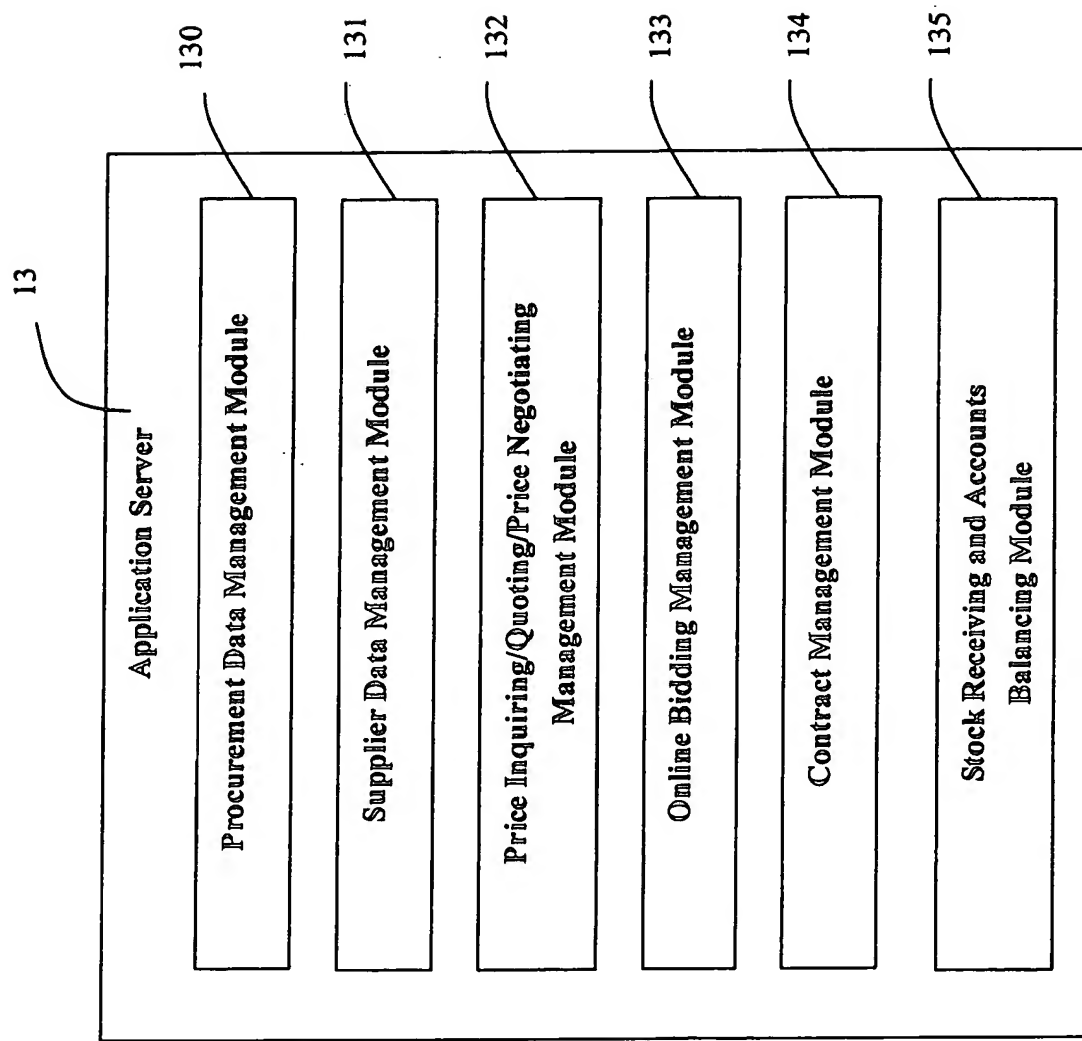 13
Application Server
130
Procurement Data Management Module
131
Supplier Data Management Module
132
Price Inquiring/Quoting/Price Negotiating
Management Module
133
Online Bidding Management Module
134
Contract Management Module
135
Stock Receiving and Accounts
Balancing Module